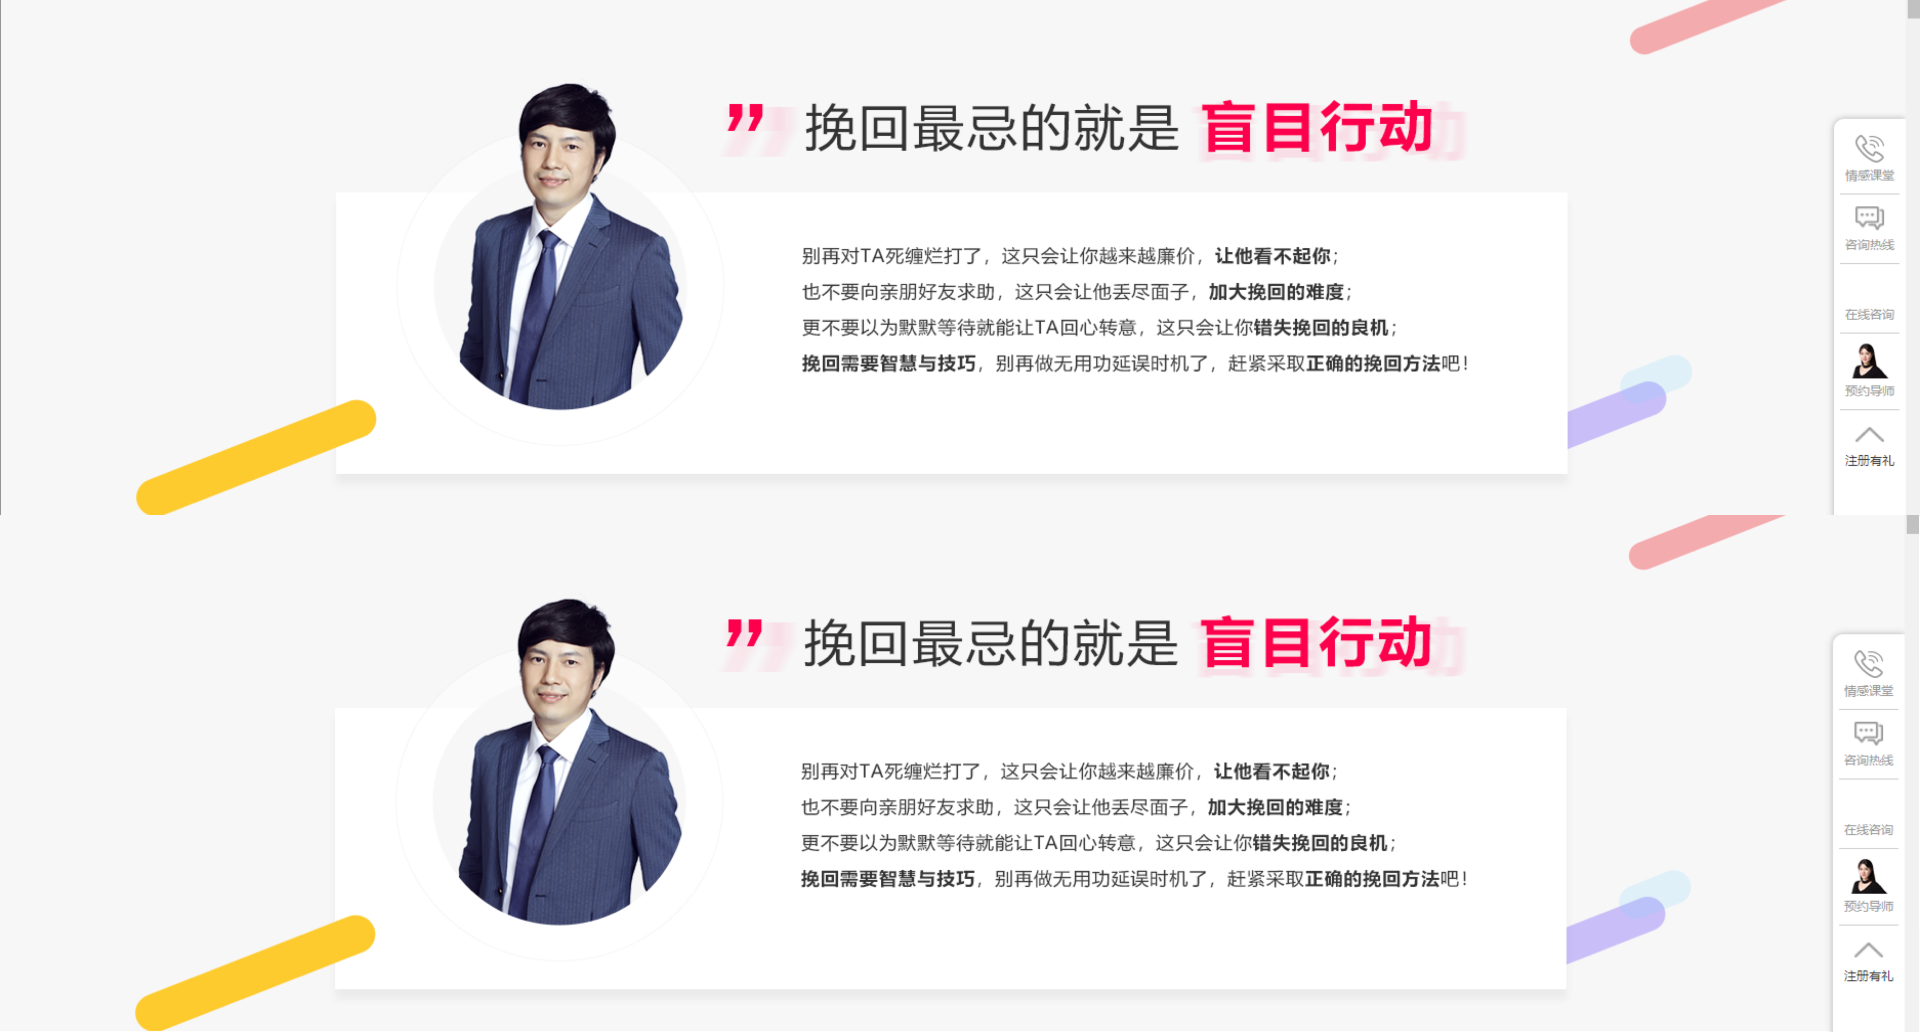 ” 挽回最忌的就是 盲目行动
别再对TA死缠烂打了，这只会让你越来越廉价，让他看不起你；
也不要向亲朋好友求助，这只会让他丢尽面子，加大挽回的难度；
更不要以为默默等待就能让TA回心转意，这只会让你错失挽回的良机；
挽回需要智慧与技巧，别再做无用功延误时机了，赶紧采取正确的挽回方法吧！
情感课堂
咨询热线
在线咨询
预约导师
注册有礼
” 挽回最忌的就是 盲目行动
别再对TA死缠烂打了，这只会让你越来越廉价，让他看不起你；
也不要向亲朋好友求助，这只会让他丢尽面子，加大挽回的难度；
更不要以为默默等待就能让TA回心转意，这只会让你错失挽回的良机；
挽回需要智慧与技巧，别再做无用功延误时机了，赶紧采取正确的挽回方法吧！
情感课堂
咨询热线
在线咨询
预约导师
注册有礼